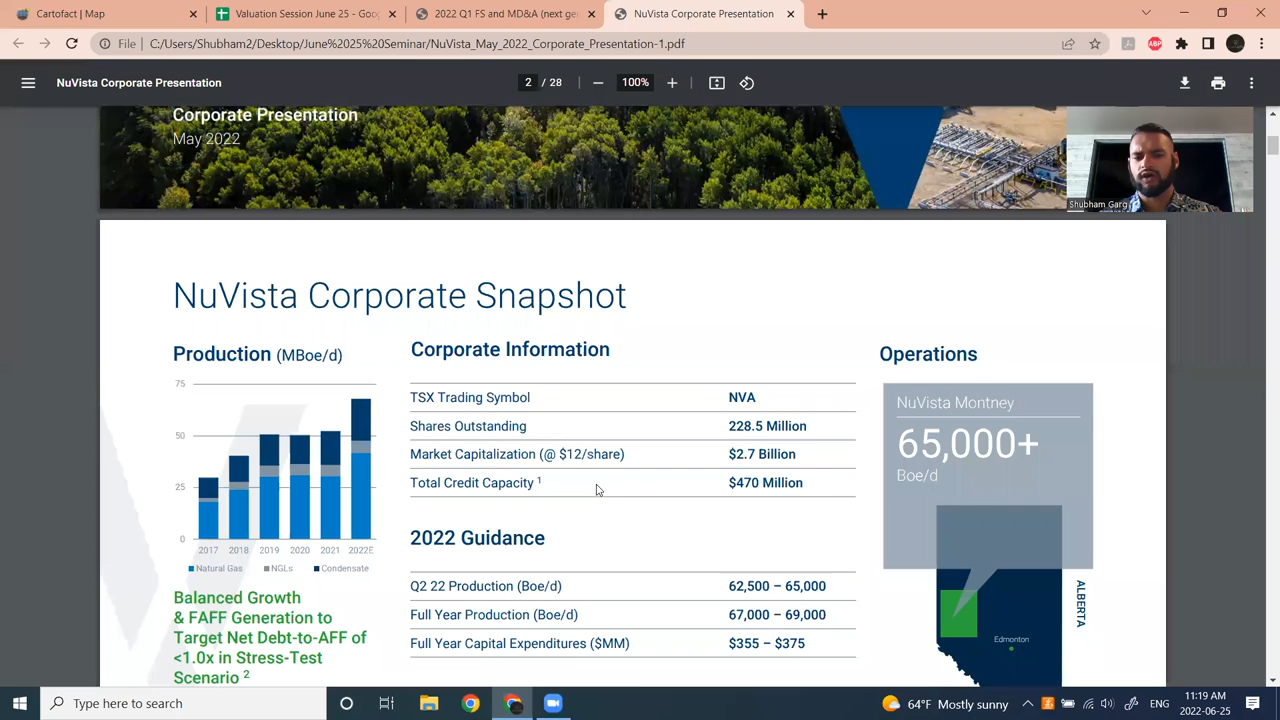 Cartofact | Map
Valuation Session June 25 - Goo
2022 Q1 FS and MD&A (next gen
NuVista Corporate Presentation
File
C:/Users/Shubham2/Desktop/June%2025%20Seminar/NuVista_May_2022_Corporate_Presentation-1.pdf
ABP
NuVista Corporate Presentation
2 / 28
100%
Corporate Presentation
May 2022
Shubham Garg
NuVista Corporate Snapshot
Production (MBoe/d)
75
50
25
0
2017 2018 2019 2020 2021 2022E
Natural Gas NGLs Condensate
Balanced Growth
& FAFF Generation to
Target Net Debt-to-AFF of
<1.0x in Stress-Test
Scenario 2
Corporate Information
TSX Trading Symbol NVA
Shares Outstanding 228.5 Million
Market Capitalization (@ $12/share) $2.7 Billion
Total Credit Capacity 1 $470 Million
2022 Guidance
Q2 22 Production (Boe/d) 62,500 – 65,000
Full Year Production (Boe/d) 67,000 – 69,000
Full Year Capital Expenditures ($MM) $355 – $375
Operations
NuVista Montney
65,000+
Boe/d
ALBERTA
Edmonton
Type here to search
64°F Mostly sunny
ENG
11:19 AM
2022-06-25